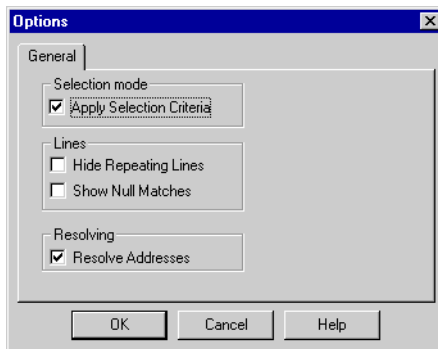 Options
General
Selection mode
Apply Selection Criteria
Lines
Hide Repeating Lines
Show Null Matches
Resolving
Resolve Addresses
OK Cancel Help